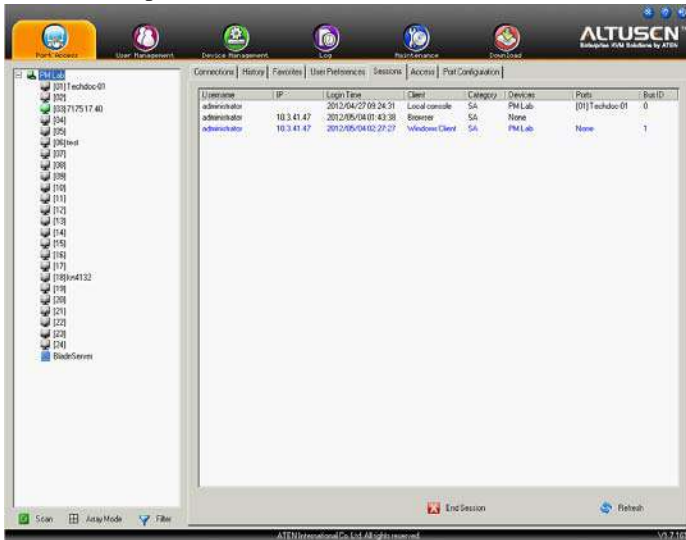 ALTUSCN
Enterprise KVM Solutions by ATEN
Port Access
User Management
Device Management
Log
Maintenance
Download
Connections
History
Favorites
User Preferences
Sessions
Access
Port Configuration
PM Lab
[01]Techdoc-01
[02]
[03]717517 40
[04]
[05]
[06]test
[07]
[08]
[09]
[10]
[11]
[12]
[13]
[14]
[15]
[16]
[17]
[18]kn4132
[19]
[20]
[21]
[22]
[23]
[24]
BladeServer
Username IP Login Time Client Category Devices Ports Bus ID
administrator 2012/04/27 09:24:31 Local console SA PM Lab [01]Techdoc-01 0
administrator 10.3.41.47 2012/05/04 01:43:38 Browser SA None
administrator 10.3.41.47 2012/05/04 02:27:27 Windows Client SA PM Lab None 1
End Session
Refresh
Scan
Array Mode
Filter
ATEN International Co. Ltd. All rights reserved.
V1.7.163